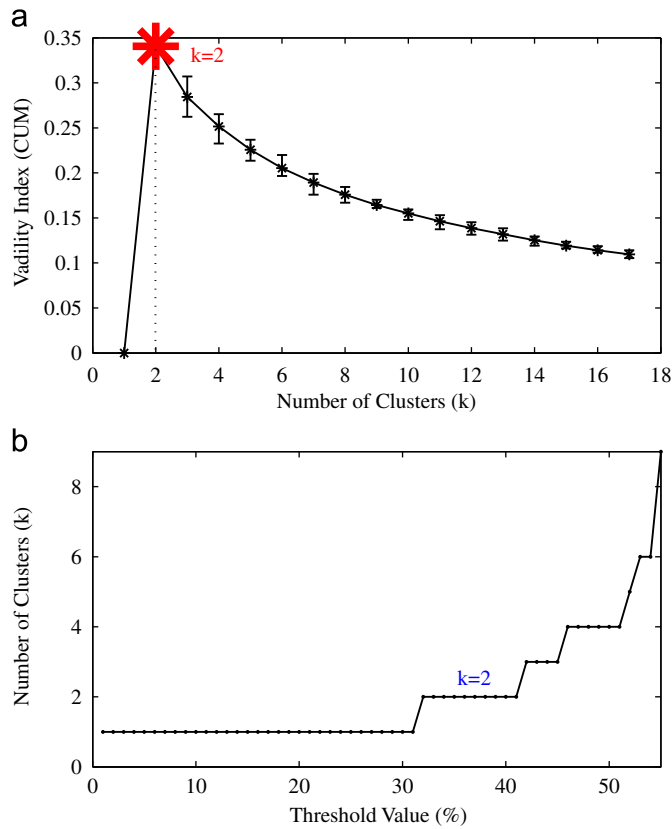 a
0.35
0.3
0.25
0.2
0.15
0.1
0.05
0
Vadility Index (CUM)
k=2
0 2 4 6 8 10 12 14 16 18
Number of Clusters (k)
b
8
6
4
2
0
Number of Clusters (k)
k=2
0 10 20 30 40 50
Threshold Value (%)